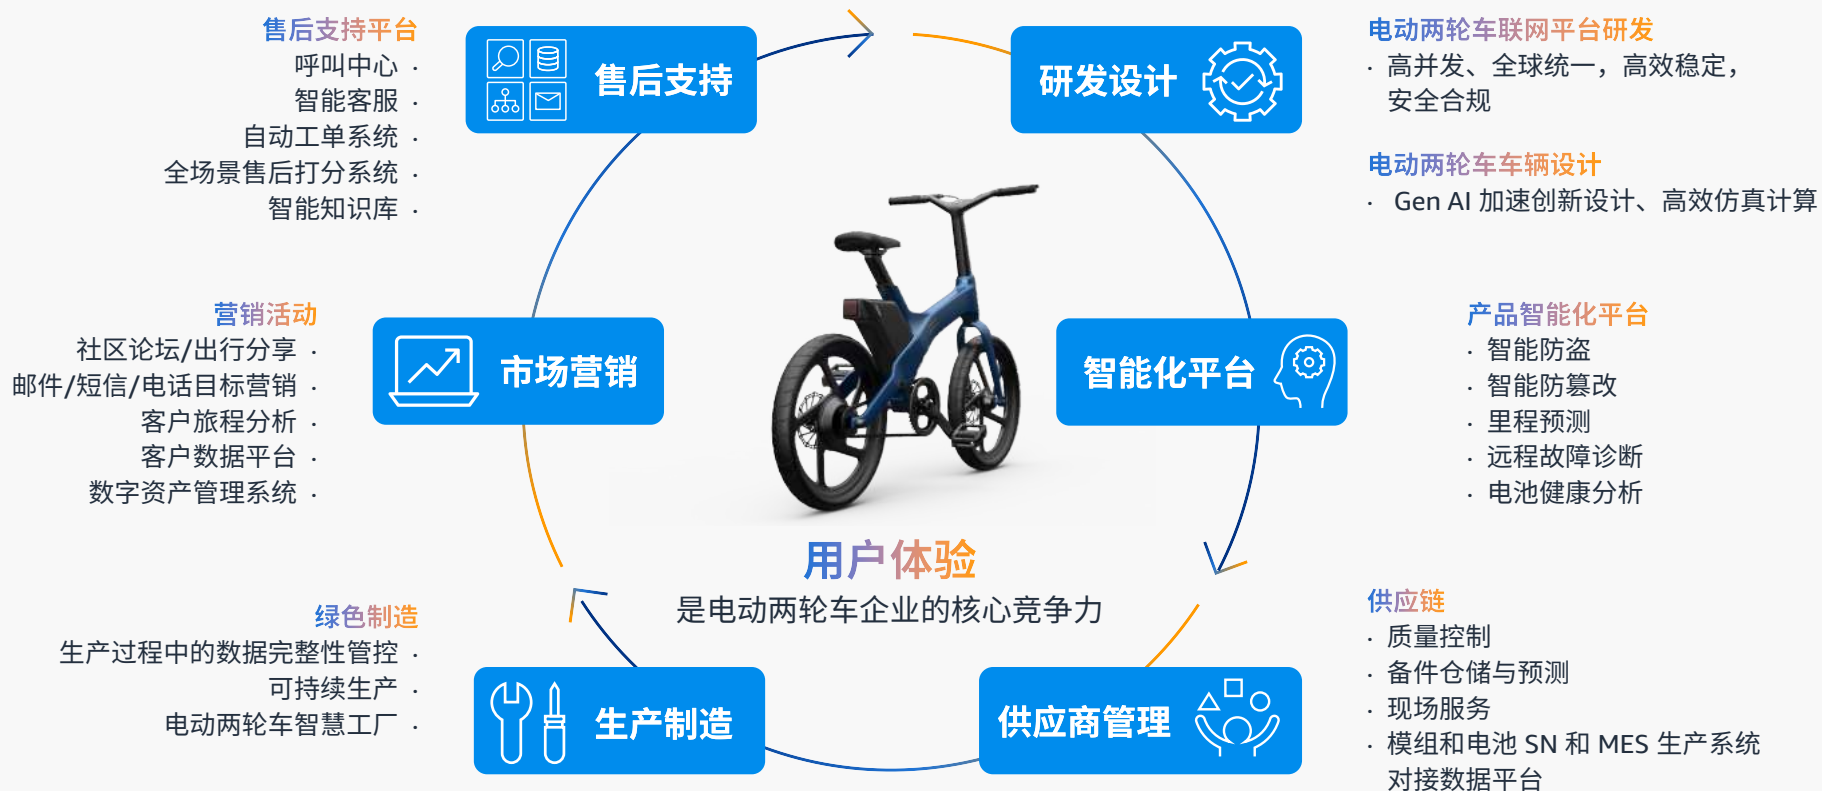 售后支持平台
呼叫中心 ·
智能客服 ·
自动工单系统 ·
全场景售后打分系统 ·
智能知识库 ·
售后支持
研发设计
电动两轮车联网平台研发
· 高并发、全球统一，高效稳定，
安全合规
电动两轮车车辆设计
· Gen AI 加速创新设计、高效仿真计算
营销活动
社区论坛/出行分享 ·
邮件/短信/电话目标营销 ·
客户旅程分析 ·
客户数据平台 ·
数字资产管理系统 ·
市场营销
智能化平台
产品智能化平台
· 智能防盗
· 智能防篡改
· 里程预测
· 远程故障诊断
· 电池健康分析
用户体验
是电动两轮车企业的核心竞争力
绿色制造
生产过程中的数据完整性管控 ·
可持续生产 ·
电动两轮车智慧工厂 ·
生产制造
供应商管理
供应链
· 质量控制
· 备件仓储与预测
· 现场服务
· 模组和电池 SN 和 MES 生产系统
对接数据平台